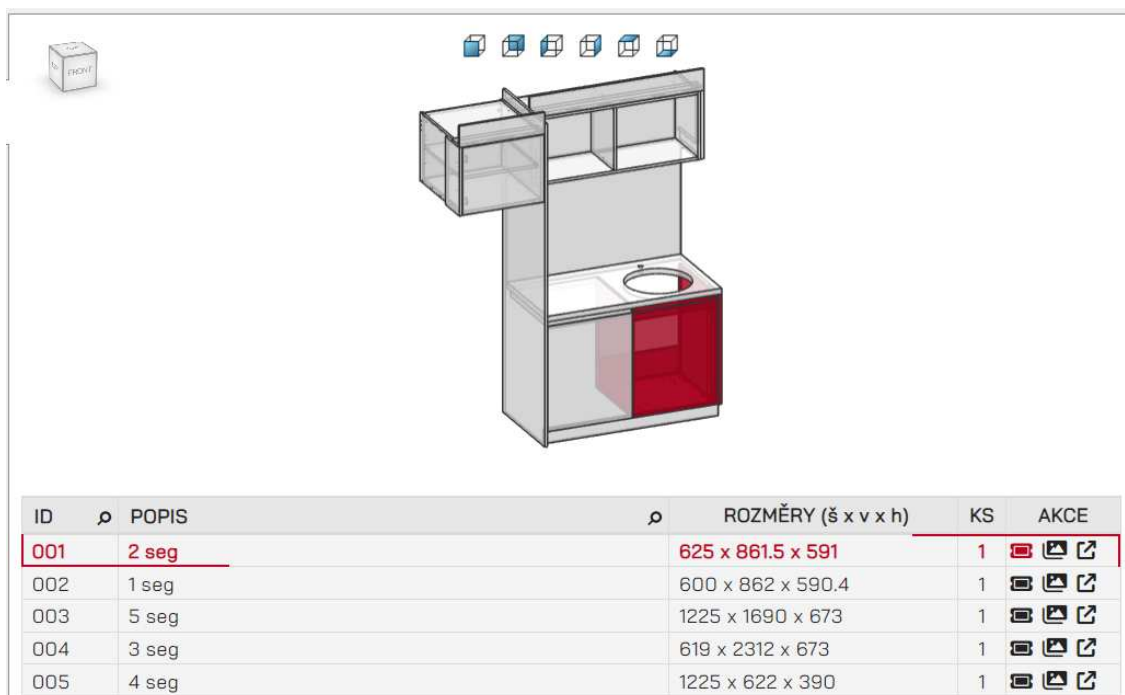 FRONT
ID POPIS ROZMĚRY (š x v x h) KS AKCE
001 2 seg 625 x 861.5 x 591 1
002 1 seg 600 x 862 x 590.4 1
003 5 seg 1225 x 1690 x 673 1
004 3 seg 619 x 2312 x 673 1
005 4 seg 1225 x 622 x 390 1